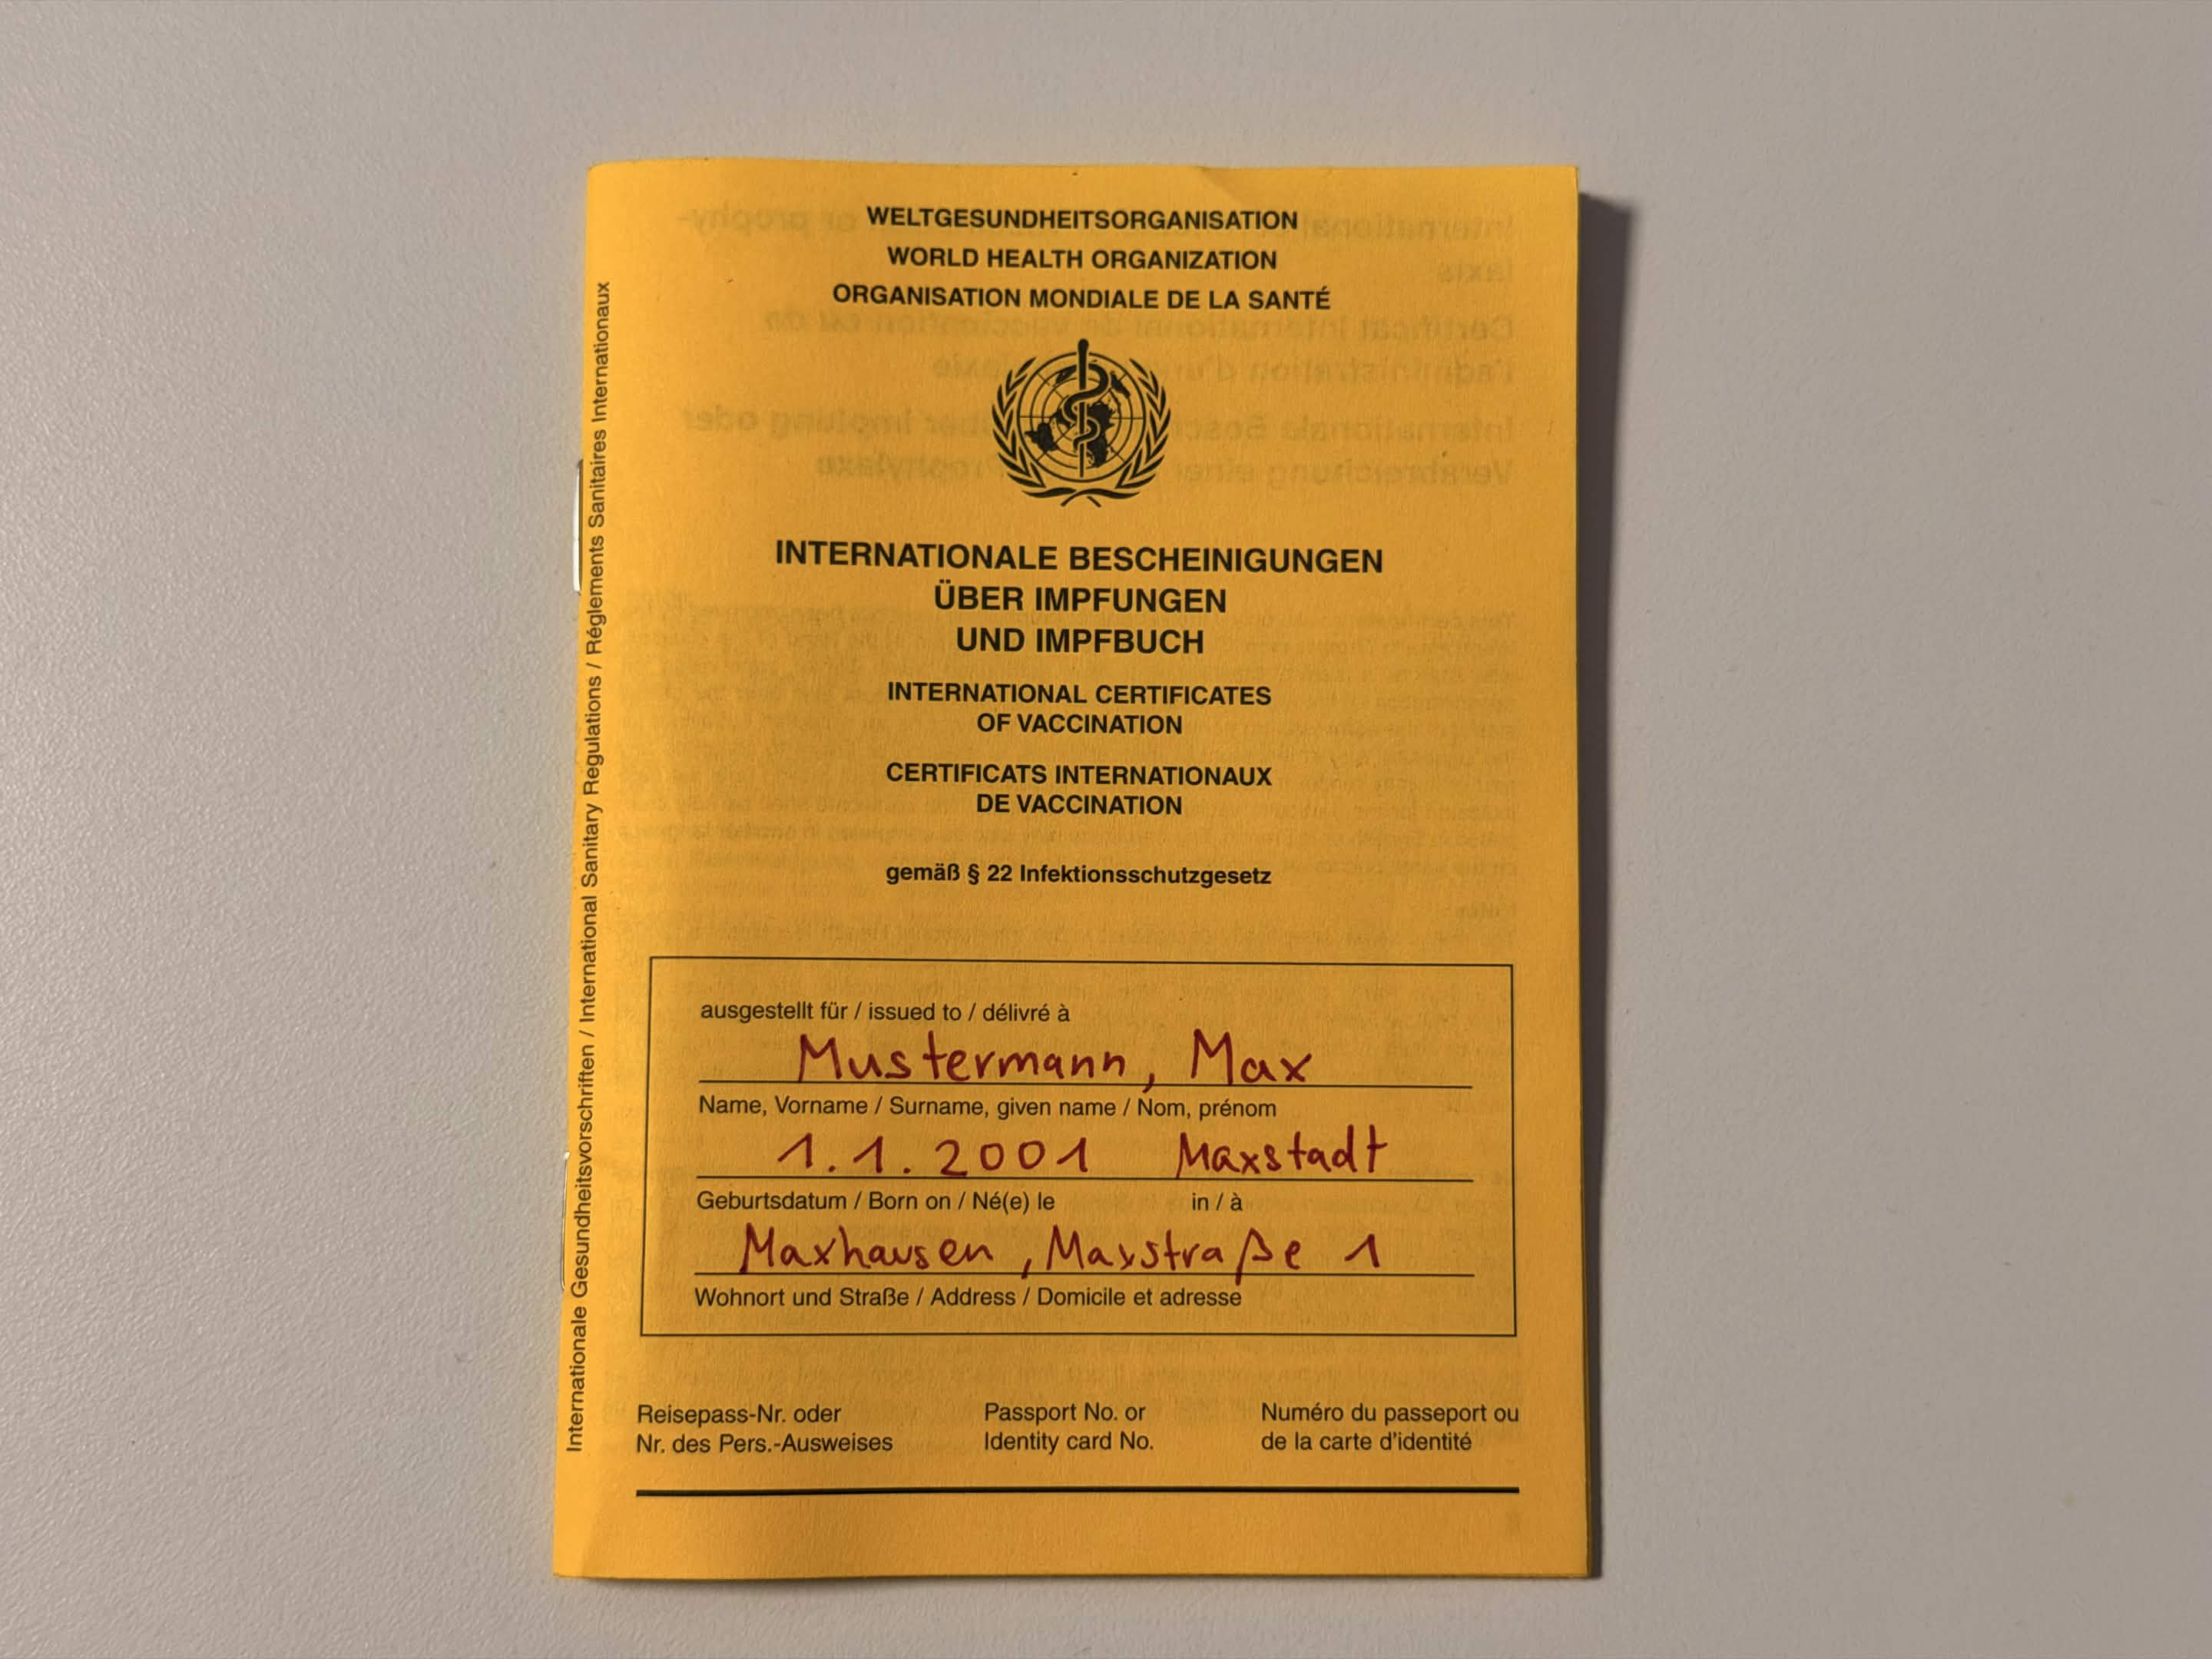 WELTGESUNDHEITSORGANISATION
WORLD HEALTH ORGANIZATION
ORGANISATION MONDIALE DE LA SANTÉ
INTERNATIONALE BESCHEINIGUNGEN
ÜBER IMPFUNGEN
UND IMPFBUCH
INTERNATIONAL CERTIFICATES
OF VACCINATION
CERTIFICATS INTERNATIONAUX
DE VACCINATION
gemäß § 22 Infektionsschutzgesetz
ausgestellt für / issued to / délivré à
Mustermann, Max
Name, Vorname / Surname, given name / Nom, prénom
1.1.2001 Maxstadt
Geburtsdatum / Born on / Né(e) le in / à
Maxhausen, Maxstraße 1
Wohnort und Straße / Address / Domicile et adresse
Reisepass-Nr. oder Passport No. or Numéro du passeport ou
Nr. des Pers.-Ausweises Identity card No. de la carte d'identité
Internationale Gesundheitsvorschriften / International Sanitary Regulations / Réglements Sanitaires Internationaux